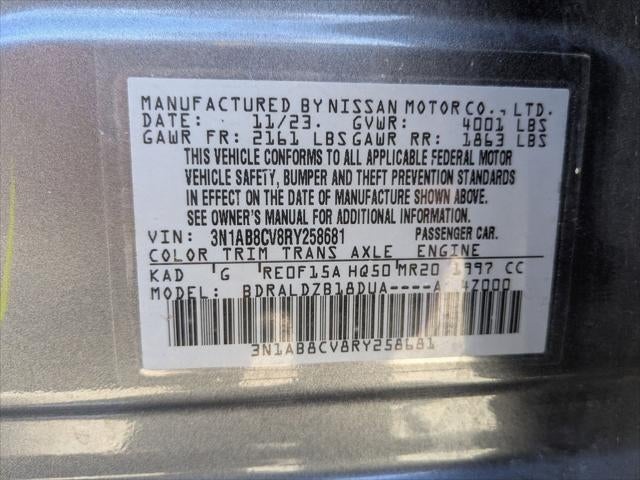 MANUFACTURED BY NISSAN MOTOR CO., LTD.
DATE: 11/23. GVWR: 4001 LBS
GAWR FR: 2161 LBS GAWR RR: 1863 LBS
THIS VEHICLE CONFORMS TO ALL APPLICABLE FEDERAL MOTOR
VEHICLE SAFETY, BUMPER AND THEFT PREVENTION STANDARDS
IN EFFECT ON THE DATE OF MANUFACTURE SHOWN ABOVE.
SEE OWNER'S MANUAL FOR ADDITIONAL INFORMATION
VIN: 3N1AB8CV8RY258681 PASSENGER CAR.
COLOR TRIM TRANS AXLE ENGINE
KAD G RE0F15A HQ50 MR20 1997 CC
MODEL: BDRALDZB18DUA----A- 4Z000
3N1AB8CV8RY258681